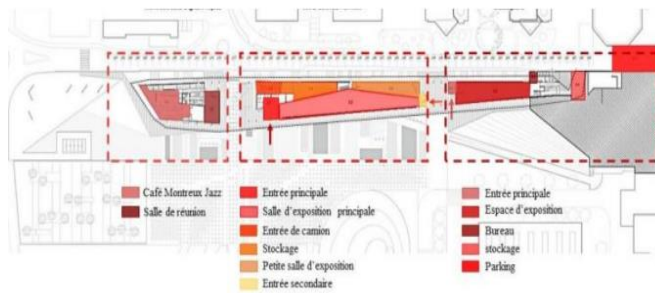 Café Montreux Jazz
Salle de réunion
Entrée principale
Salle d'exposition principale
Entrée de camion
Stockage
Petite salle d'exposition
Entrée secondaire
Entrée principale
Espace d'exposition
Bureau
stockage
Parking